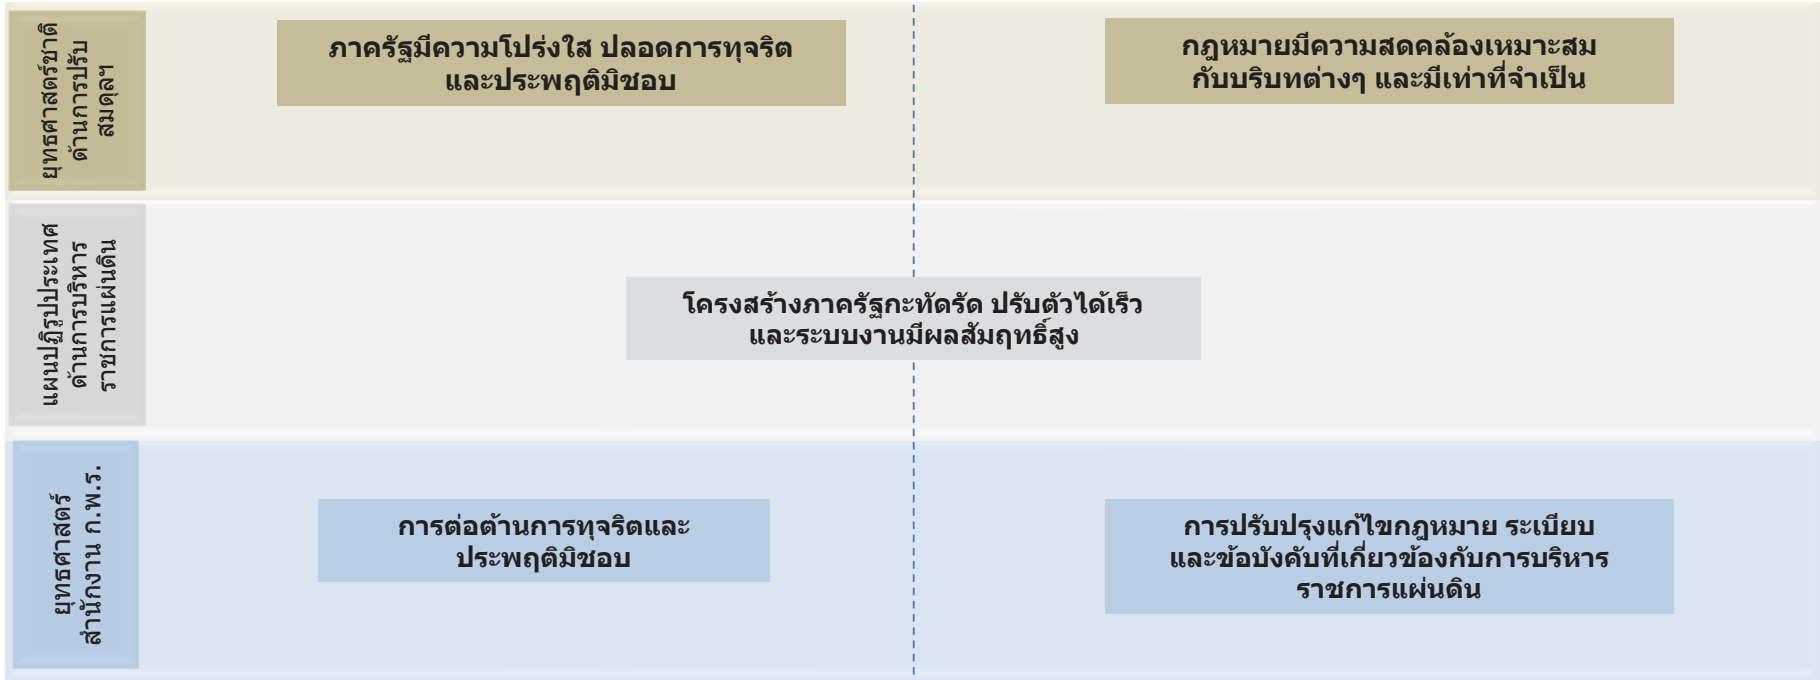 ยุทธศาสตร์ชาติ
ด้านการปรับ
สมดุลฯ
ภาครัฐมีความโปร่งใส ปลอดการทุจริต
และประพฤติมิชอบ
กฎหมายมีความสดคล้องเหมาะสม
กับบริบทต่างๆ และมีเท่าที่จำเป็น
แผนปฏิรูปประเทศ
ด้านการบริหาร
ราชการแผ่นดิน
โครงสร้างภาครัฐกะทัดรัด ปรับตัวได้เร็ว
และระบบงานมีผลสัมฤทธิ์สูง
ยุทธศาสตร์
สำนักงาน ก.พ.ร.
การต่อต้านการทุจริตและ
ประพฤติมิชอบ
การปรับปรุงแก้ไขกฎหมาย ระเบียบ
และข้อบังคับที่เกี่ยวข้องกับการบริหาร
ราชการแผ่นดิน